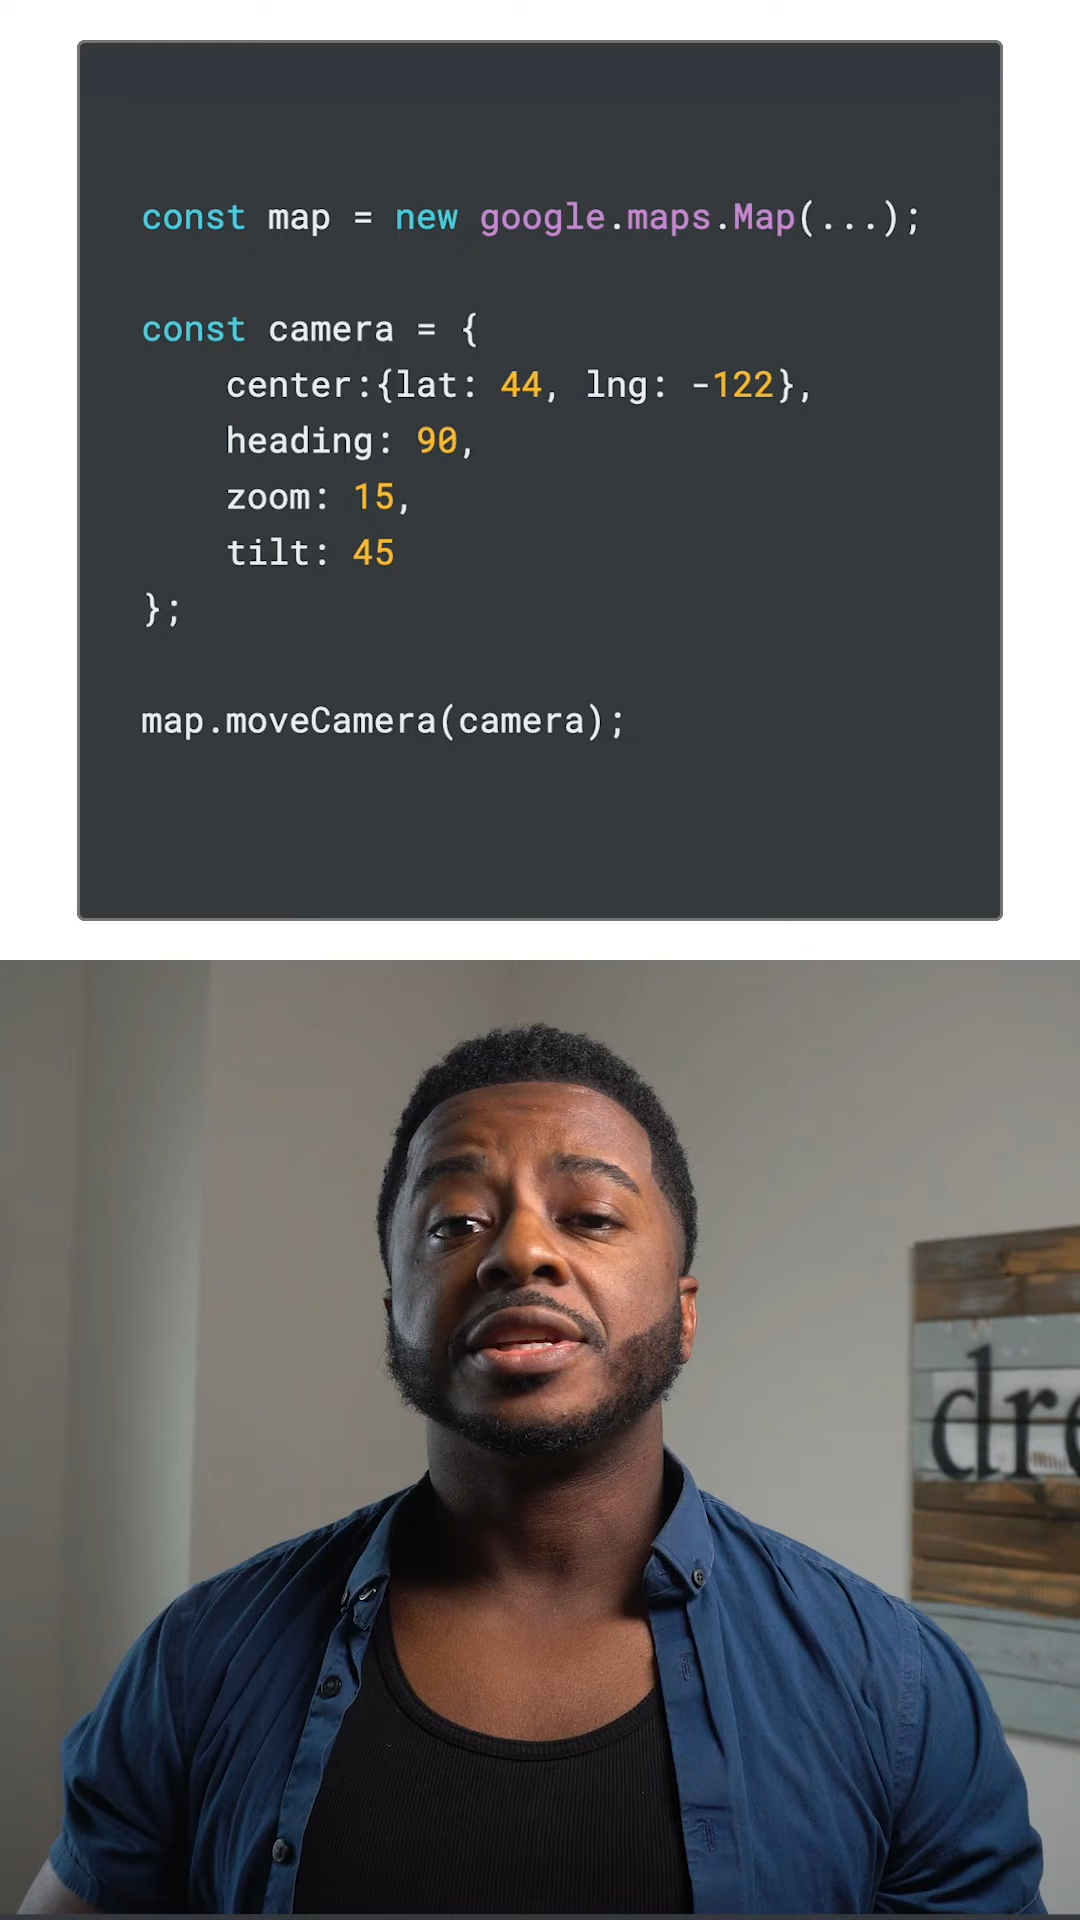 const map = new google.maps.Map(...);
const camera = {
    center:{lat: 44, lng: -122},
    heading: 90,
    zoom: 15,
    tilt: 45
};
map.moveCamera(camera);